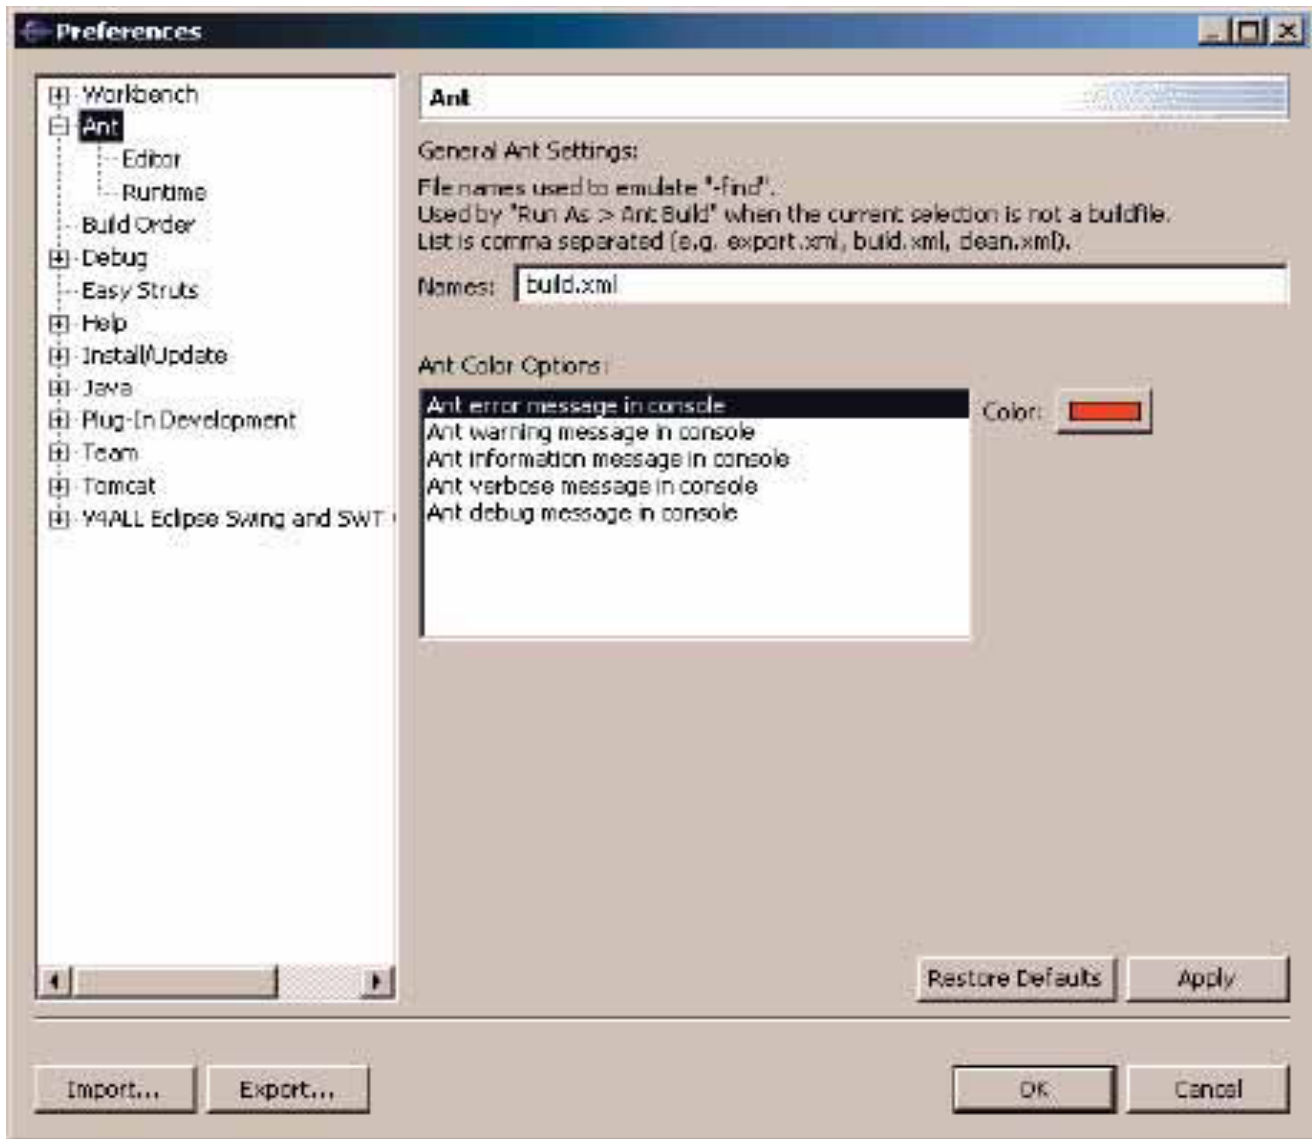 Preferences
Workbench
Ant
Editor
Runtime
Build Order
Debug
Easy Struts
Help
Install/Update
Java
Plug-In Development
Team
Tomcat
V4ALL Eclipse Swing and SWT
Ant
General Ant Settings:
File names used to emulate "-find".
Used by "Run As > Ant Build" when the current selection is not a buildfile.
List is comma separated (e.g. export.xml, build.xml, clean.xml).
Names: build.xml
Ant Color Options:
Ant error message in console
Color:
Ant warning message in console
Ant information message in console
Ant verbose message in console
Ant debug message in console
Restore Defaults
Apply
Import...
Export...
OK
Cancel